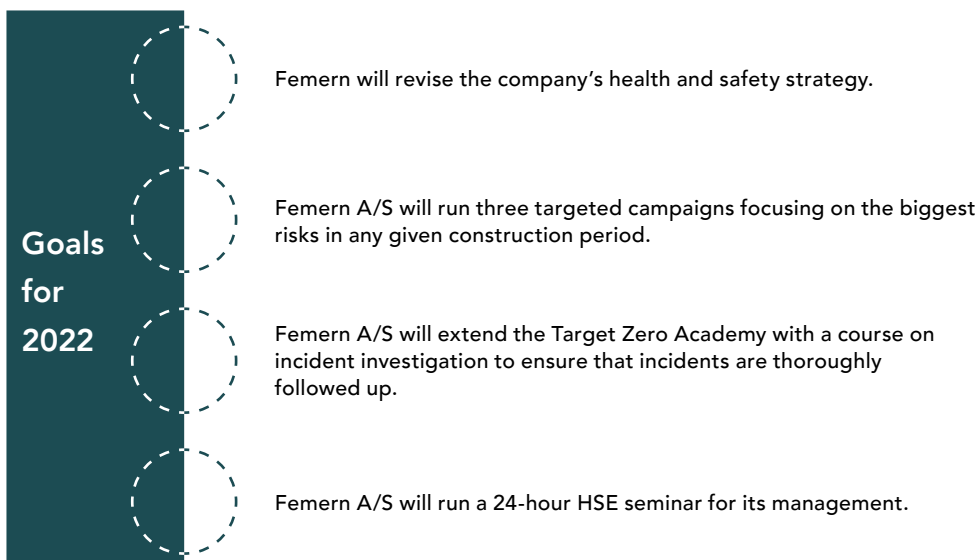 Goals
for
2022
Femern will revise the company’s health and safety strategy.
Femern A/S will run three targeted campaigns focusing on the biggest
risks in any given construction period.
Femern A/S will extend the Target Zero Academy with a course on
incident investigation to ensure that incidents are thoroughly
followed up.
Femern A/S will run a 24-hour HSE seminar for its management.